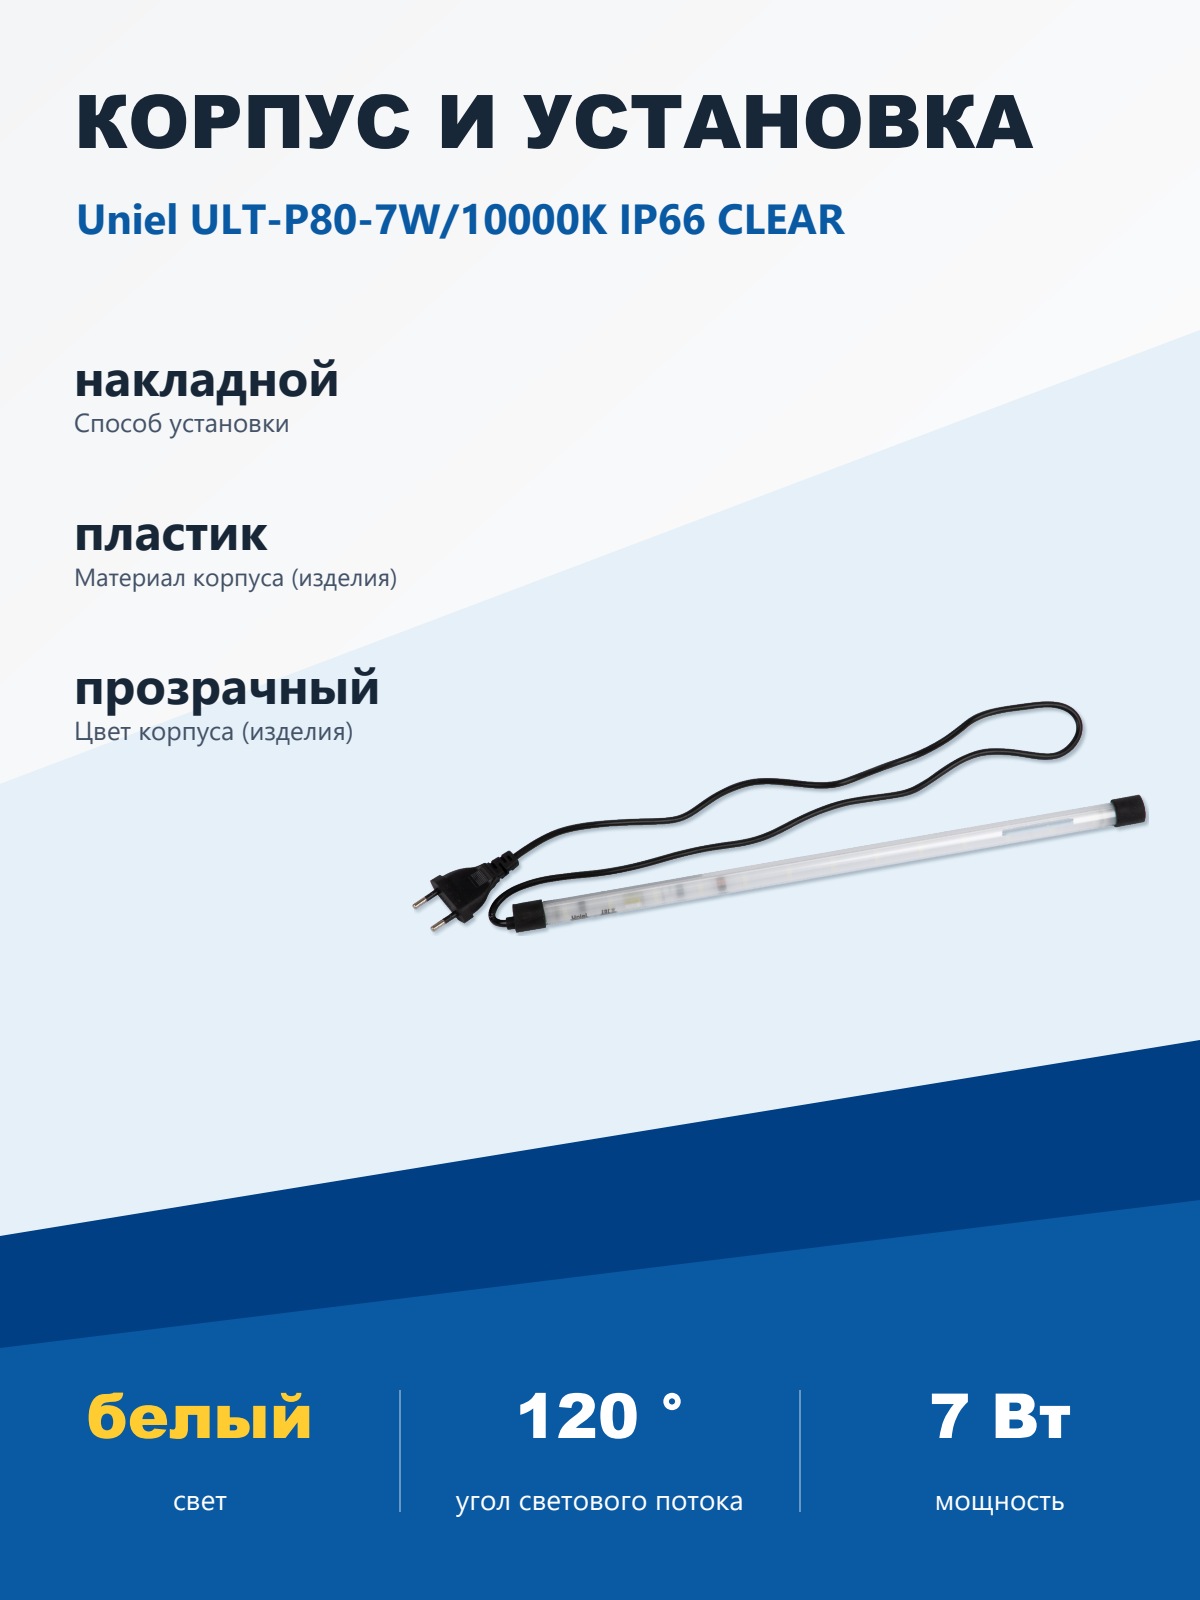 КОРПУС И УСТАНОВКА
Uniel ULT-P80-7W/10000K IP66 CLEAR
накладной
Способ установки
пластик
Материал корпуса (изделия)
прозрачный
Цвет корпуса (изделия)
Uniel
белый
свет
120 °
угол светового потока
7 Вт
мощность